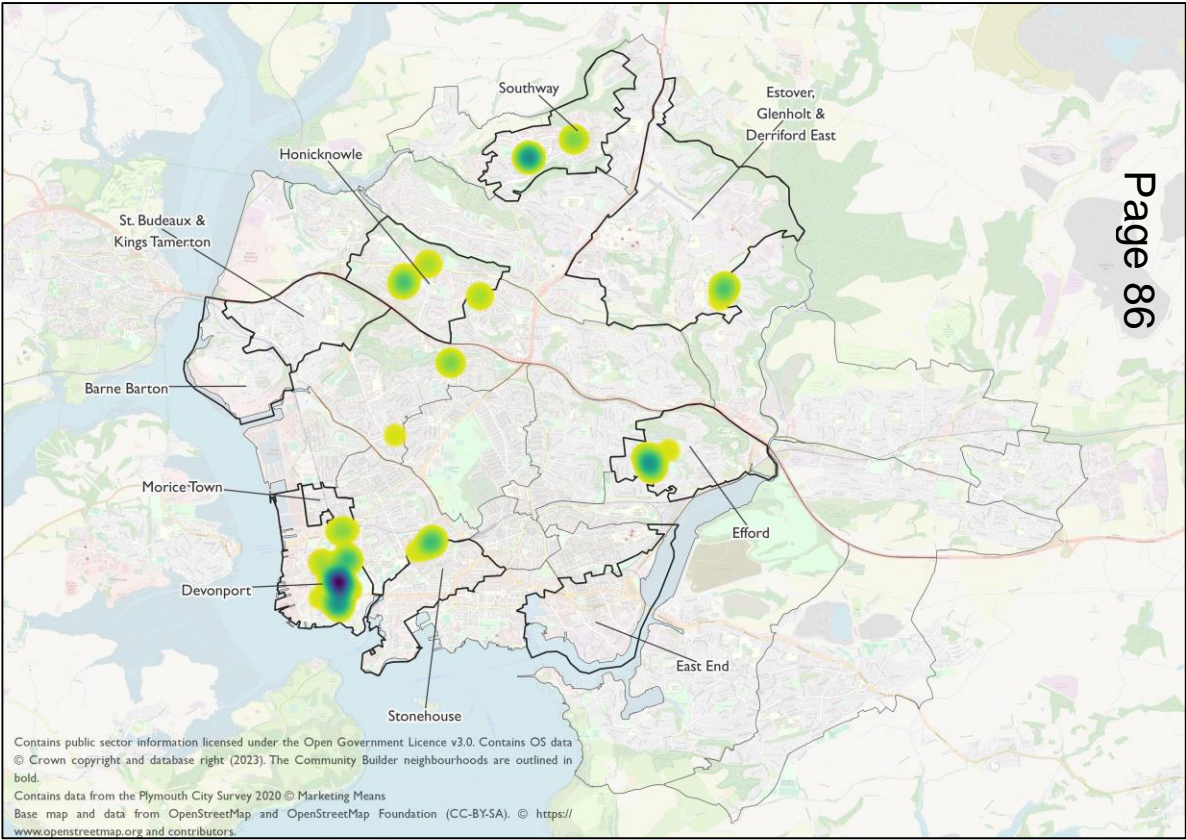 Southway
Estover,
Glenholt &
Derriford East
Honicknowle
St. Budeaux &
Kings Tamerton
Barne Barton
Morice Town
Devonport
Efford
East End
Stonehouse
Page 86
Contains public sector information licensed under the Open Government Licence v3.0. Contains OS data
© Crown copyright and database right (2023). The Community Builder neighbourhoods are outlined in
bold.
Contains data from the Plymouth City Survey 2020 © Marketing Means
Base map and data from OpenStreetMap and OpenStreetMap Foundation (CC-BY-SA). © https://
www.openstreetmap.org and contributors.